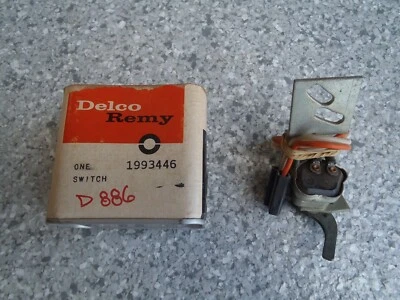 Delco
Remy
ONE 1993446
SWITCH
D 886